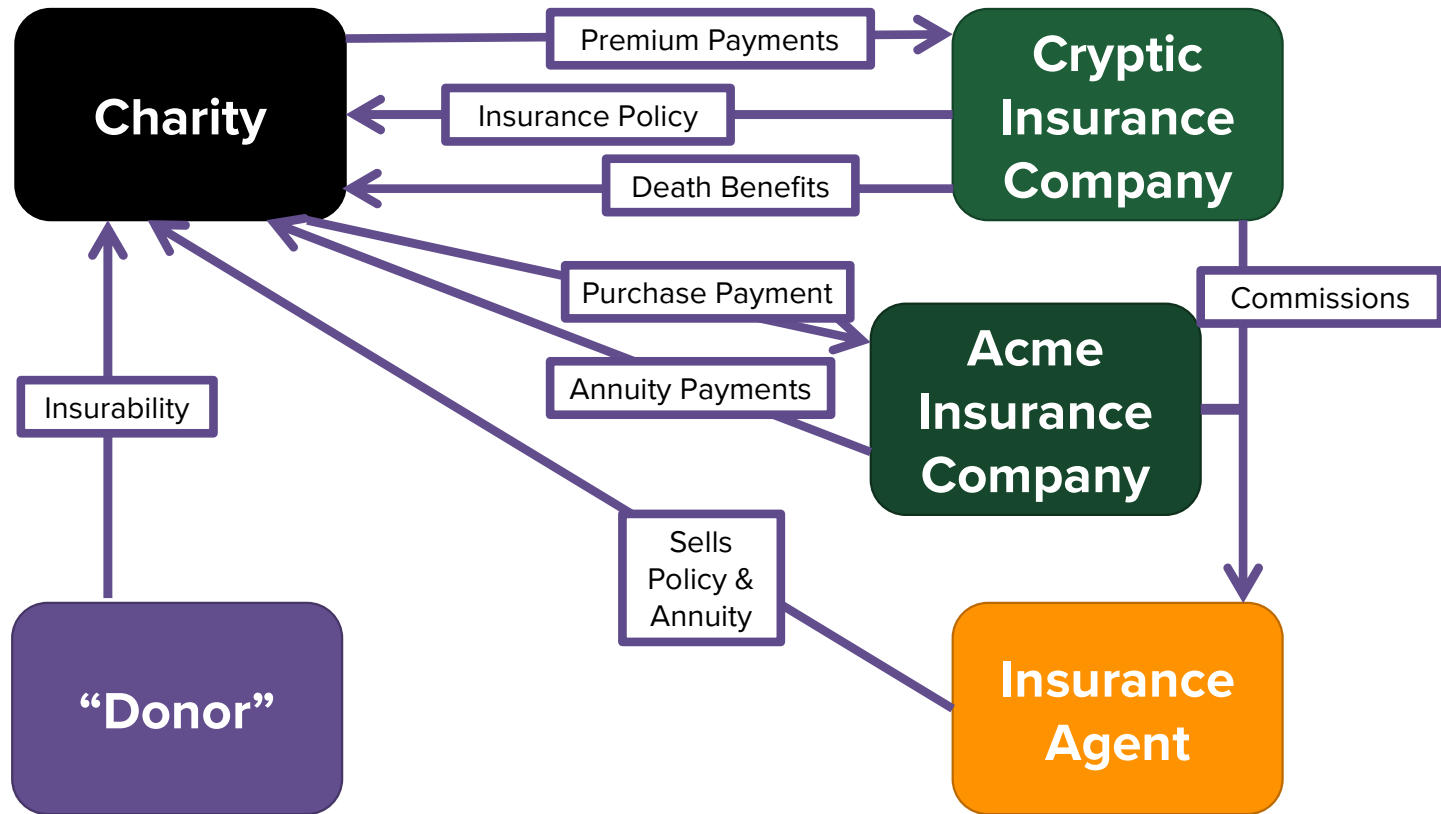 Premium Payments
Cryptic
Insurance
Company
Charity
Insurance Policy
Death Benefits
Purchase Payment
Commissions
Acme
Insurance
Company
Annuity Payments
Insurability
Sells
Policy &
Annuity
“Donor”
Insurance
Agent